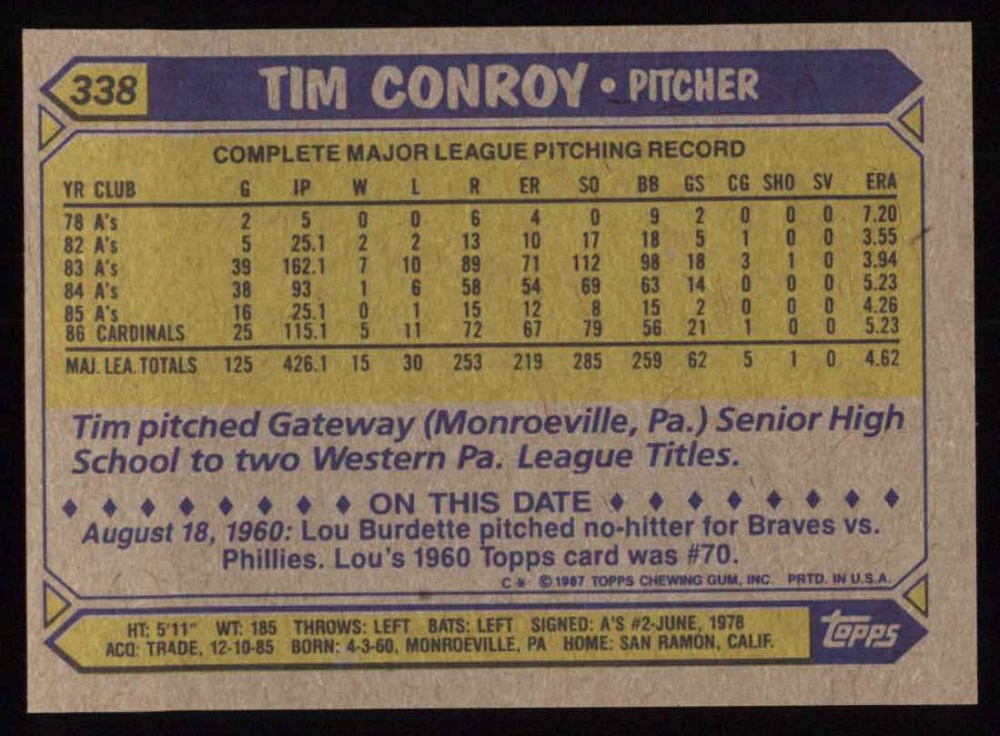 338 TIM CONROY • PITCHER
COMPLETE MAJOR LEAGUE PITCHING RECORD
YR CLUB G IP W L R ER SO BB GS CG SHO SV ERA
78 A's 2 5 0 0 6 4 0 9 2 0 0 0 7.20
82 A's 5 25.1 2 2 13 10 17 18 5 1 0 0 3.55
83 A's 39 162.1 7 10 89 71 112 98 18 3 1 0 3.94
84 A's 38 93 1 6 58 54 69 63 14 0 0 0 5.23
85 A's 16 25.1 0 1 15 12 8 15 2 0 0 0 4.26
86 CARDINALS 25 115.1 5 11 72 67 79 56 21 1 0 0 5.23
MAJ. LEA. TOTALS 125 426.1 15 30 253 219 285 259 62 5 1 0 4.62
Tim pitched Gateway (Monroeville, Pa.) Senior High
School to two Western Pa. League Titles.
♦ ♦ ♦ ♦ ♦ ♦ ♦ ♦ ON THIS DATE ♦ ♦ ♦ ♦ ♦ ♦ ♦ ♦
August 18, 1960: Lou Burdette pitched no-hitter for Braves vs.
Phillies. Lou's 1960 Topps card was #70.
C* © 1987 TOPPS CHEWING GUM, INC. PRTD. IN U.S.A.
HT: 5'11" WT: 185 THROWS: LEFT BATS: LEFT SIGNED: A'S #2-JUNE, 1978
ACQ: TRADE, 12-10-85 BORN: 4-3-60, MONROEVILLE, PA HOME: SAN RAMON, CALIF.
topps